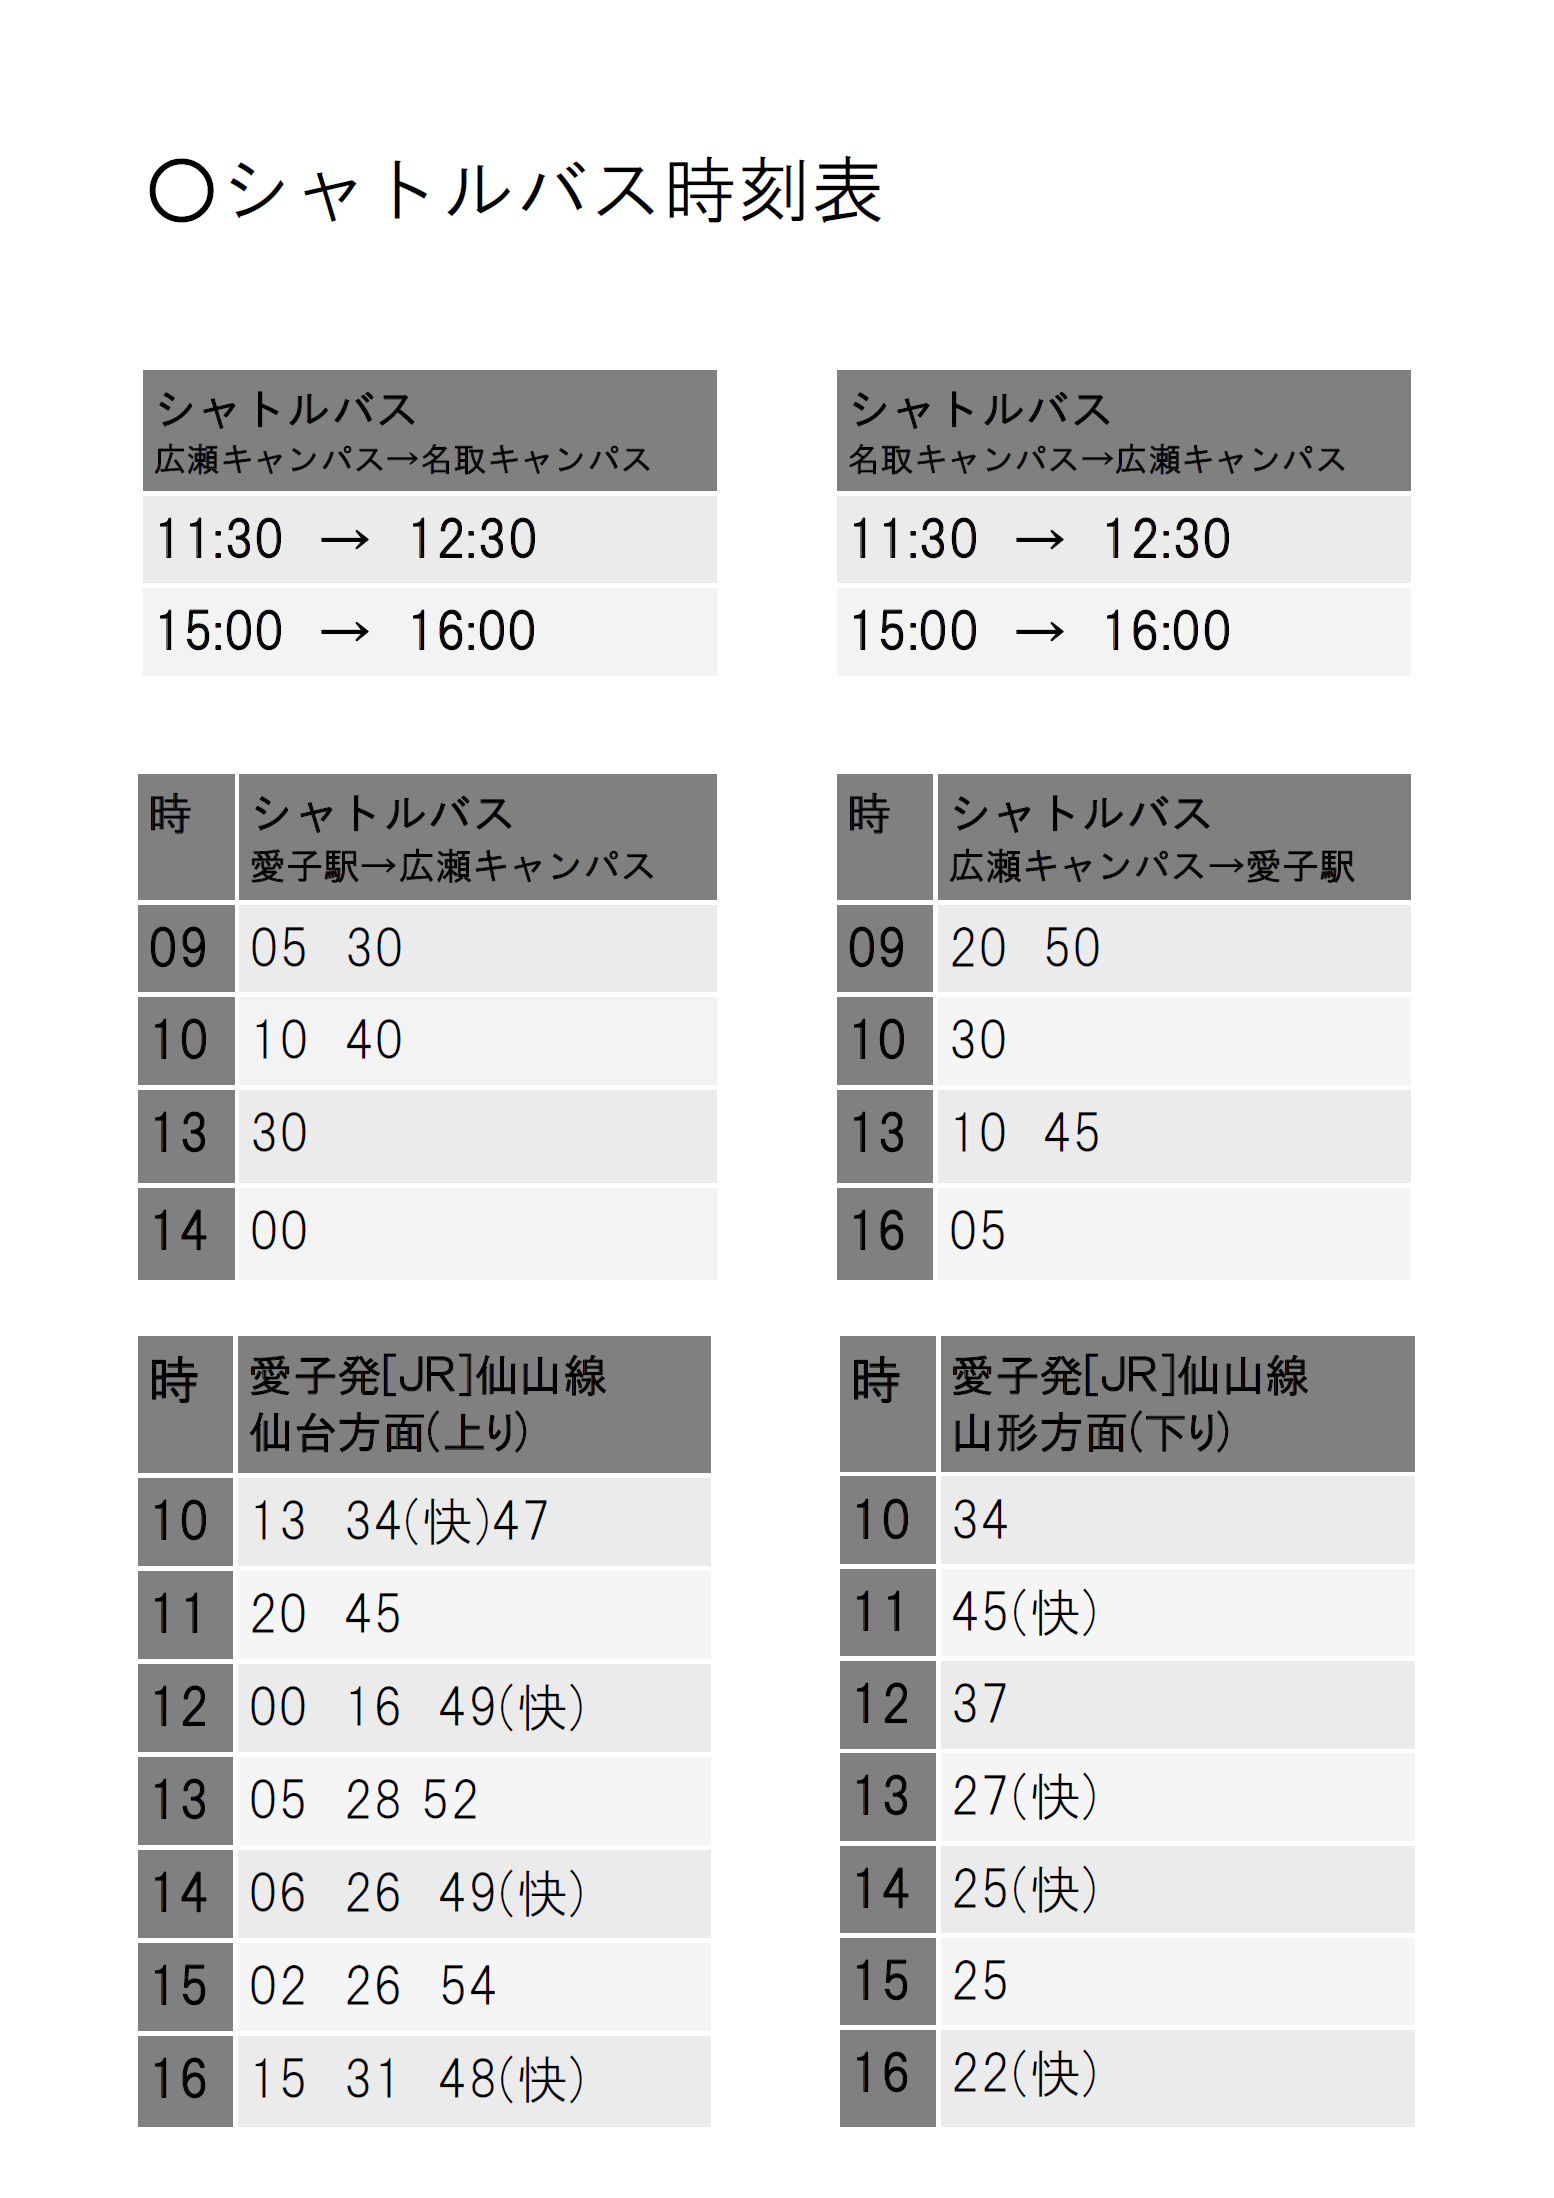 〇シャトルバス時刻表
シャトルバス
広瀬キャンパス→名取キャンパス
11:30 → 12:30
15:00 → 16:00
シャトルバス
名取キャンパス→広瀬キャンパス
11:30 → 12:30
15:00 → 16:00
時 シャトルバス
愛子駅→広瀬キャンパス
09 05 30
10 10 40
13 30
14 00
時 シャトルバス
広瀬キャンパス→愛子駅
09 20 50
10 30
13 10 45
16 05
時 愛子発[JR]仙山線
仙台方面(上り)
10 13 34(快)47
11 20 45
12 00 16 49(快)
13 05 28 52
14 06 26 49(快)
15 02 26 54
16 15 31 48(快)
時 愛子発[JR]仙山線
山形方面(下り)
10 34
11 45(快)
12 37
13 27(快)
14 25(快)
15 25
16 22(快)